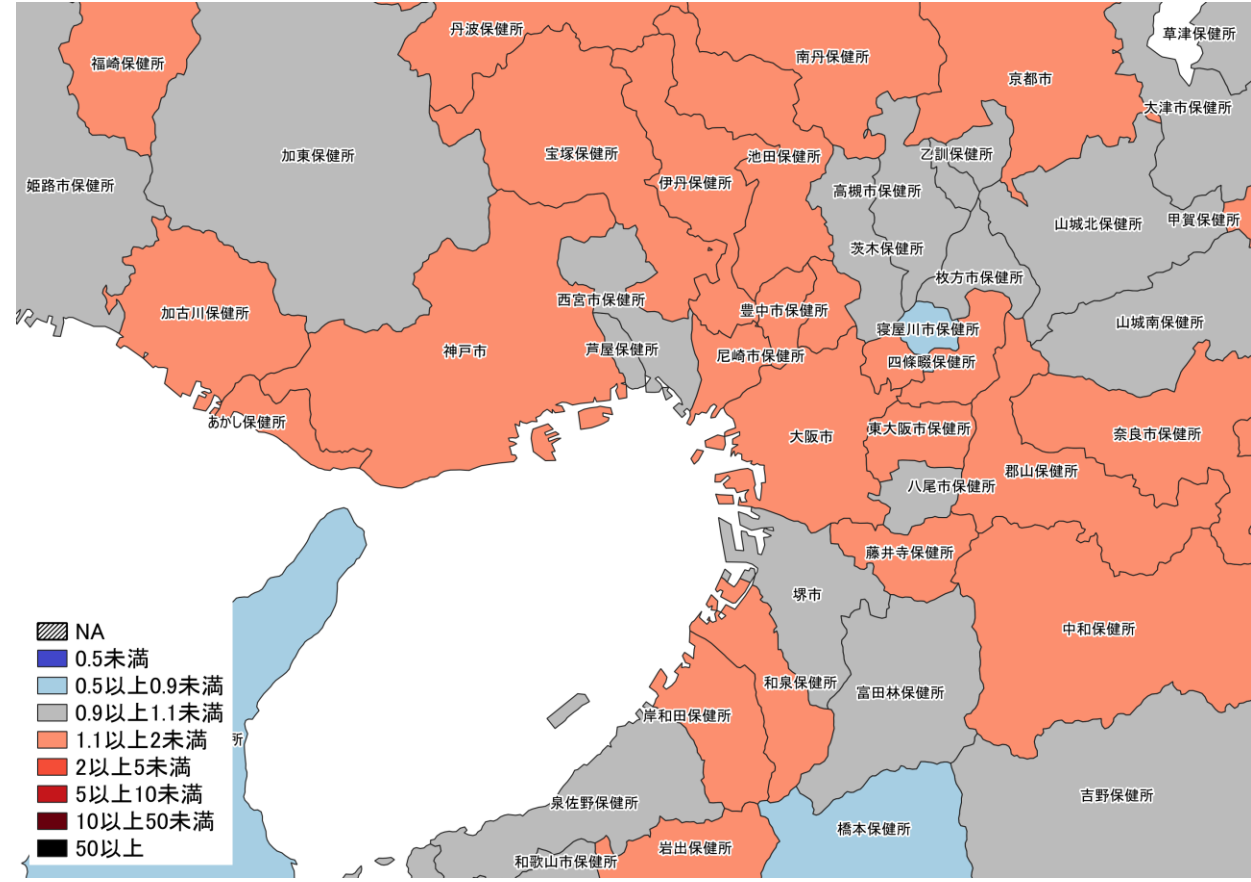 丹波保健所
草津保健所
福崎保健所
南丹保健所
京都市
大津市保健所
加東保健所
宝塚保健所
池田保健所
乙訓保健所
姫路市保健所
伊丹保健所
高槻市保健所
山城北保健所
甲賀保健所
茨木保健所
枚方市保健所
西宮市保健所
加古川保健所
豊中市保健所
寝屋川市保健所
山城南保健所
神戸市
芦屋保健所
尼崎市保健所
四條畷保健所
あかし保健所
大阪市
東大阪市保健所
奈良市保健所
郡山保健所
八尾市保健所
藤井寺保健所
堺市
中和保健所
和泉保健所
富田林保健所
岸和田保健所
所
泉佐野保健所
吉野保健所
橋本保健所
岩出保健所
和歌山市保健所
NA
0.5未満
0.5以上0.9未満
0.9以上1.1未満
1.1以上2未満
2以上5未満
5以上10未満
10以上50未満
50以上